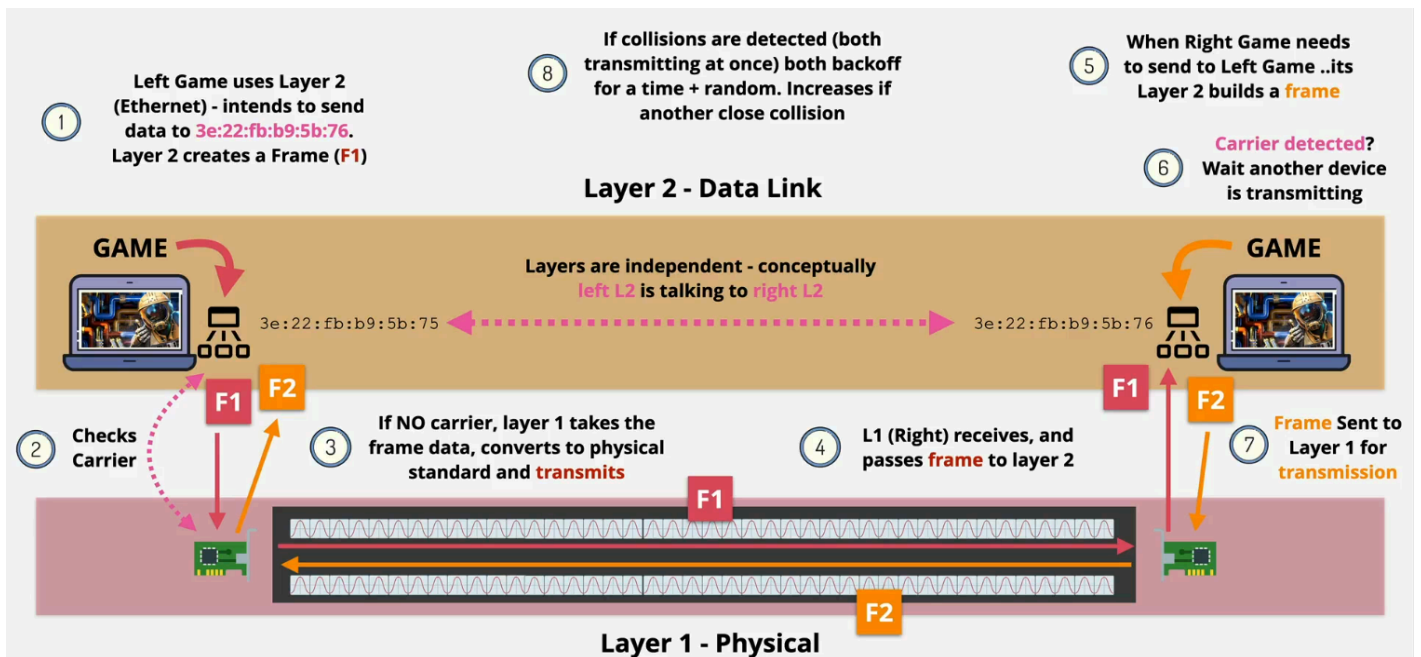 1
Left Game uses Layer 2
(Ethernet) - intends to send
data to 3e:22:fb:b9:5b:76.
Layer 2 creates a Frame (F1)
8
If collisions are detected (both
transmitting at once) both backoff
for a time + random. Increases if
another close collision
5
When Right Game needs
to send to Left Game ..its
Layer 2 builds a frame
6
Carrier detected?
Wait another device
is transmitting
Layer 2 - Data Link
GAME
3e:22:fb:b9:5b:75
Layers are independent - conceptually
left L2 is talking to right L2
3e:22:fb:b9:5b:76
GAME
F1
F2
F1
F2
2
Checks
Carrier
3
If NO carrier, layer 1 takes the
frame data, converts to physical
standard and transmits
4
L1 (Right) receives, and
passes frame to layer 2
7
Frame Sent to
Layer 1 for
transmission
F1
F2
Layer 1 - Physical